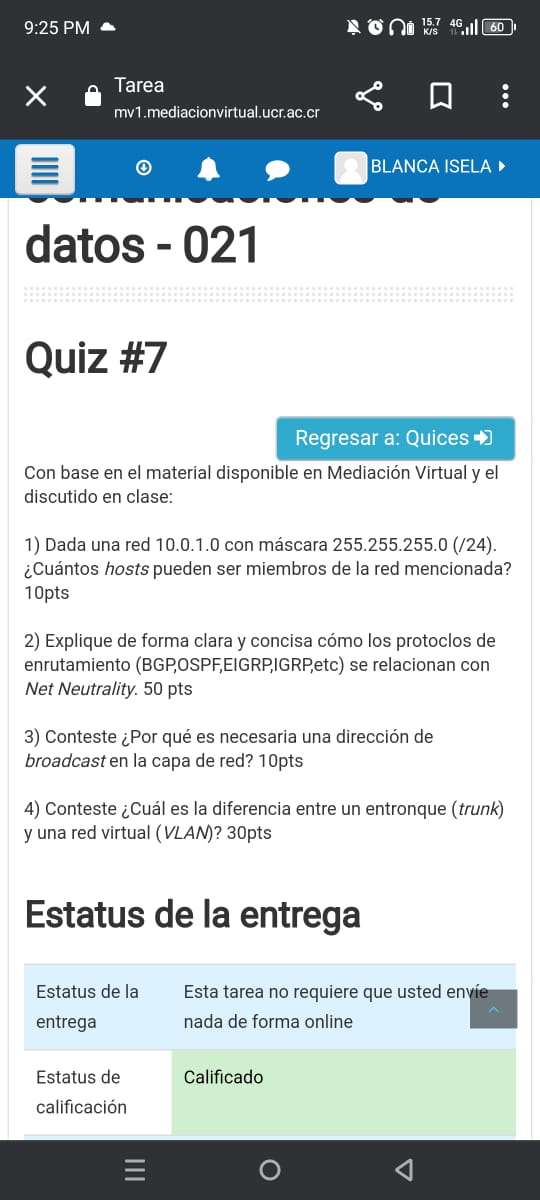 9:25 PM
15.7 K/S 4G 60
Tarea
mv1.mediacionvirtual.ucr.ac.cr
BLANCA ISELA
datos - 021
Quiz #7
Regresar a: Quices
Con base en el material disponible en Mediación Virtual y el
discutido en clase:
1) Dada una red 10.0.1.0 con máscara 255.255.255.0 (/24).
¿Cuántos hosts pueden ser miembros de la red mencionada?
10pts
2) Explique de forma clara y concisa cómo los protoclos de
enrutamiento (BGP,OSPF,EIGRP,IGRP,etc) se relacionan con
Net Neutrality. 50 pts
3) Conteste ¿Por qué es necesaria una dirección de
broadcast en la capa de red? 10pts
4) Conteste ¿Cuál es la diferencia entre un entronque (trunk)
y una red virtual (VLAN)? 30pts
Estatus de la entrega
Estatus de la
entrega
Esta tarea no requiere que usted envíe
nada de forma online
Estatus de
calificación
Calificado